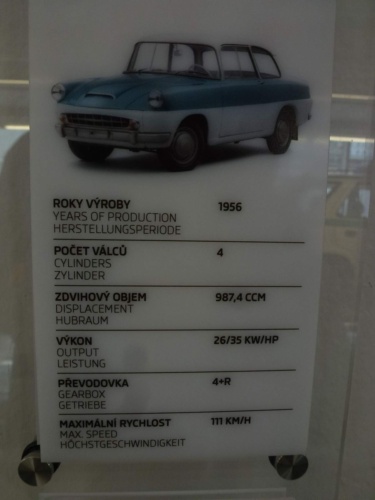 ROKY VÝROBY 1956
YEARS OF PRODUCTION
HERSTELLUNGSPERIODE
POČET VÁLCŮ 4
CYLINDERS
ZYLINDER
ZDVIHOVÝ OBJEM 987,4 CCM
DISPLACEMENT
HUBRAUM
VÝKON 26/35 KW/HP
OUTPUT
LEISTUNG
PŘEVODOVKA 4+R
GEARBOX
GETRIEBE
MAXIMÁLNÍ RYCHLOST 111 KM/H
MAX. SPEED
HÖCHSTGESCHWINDIGKEIT